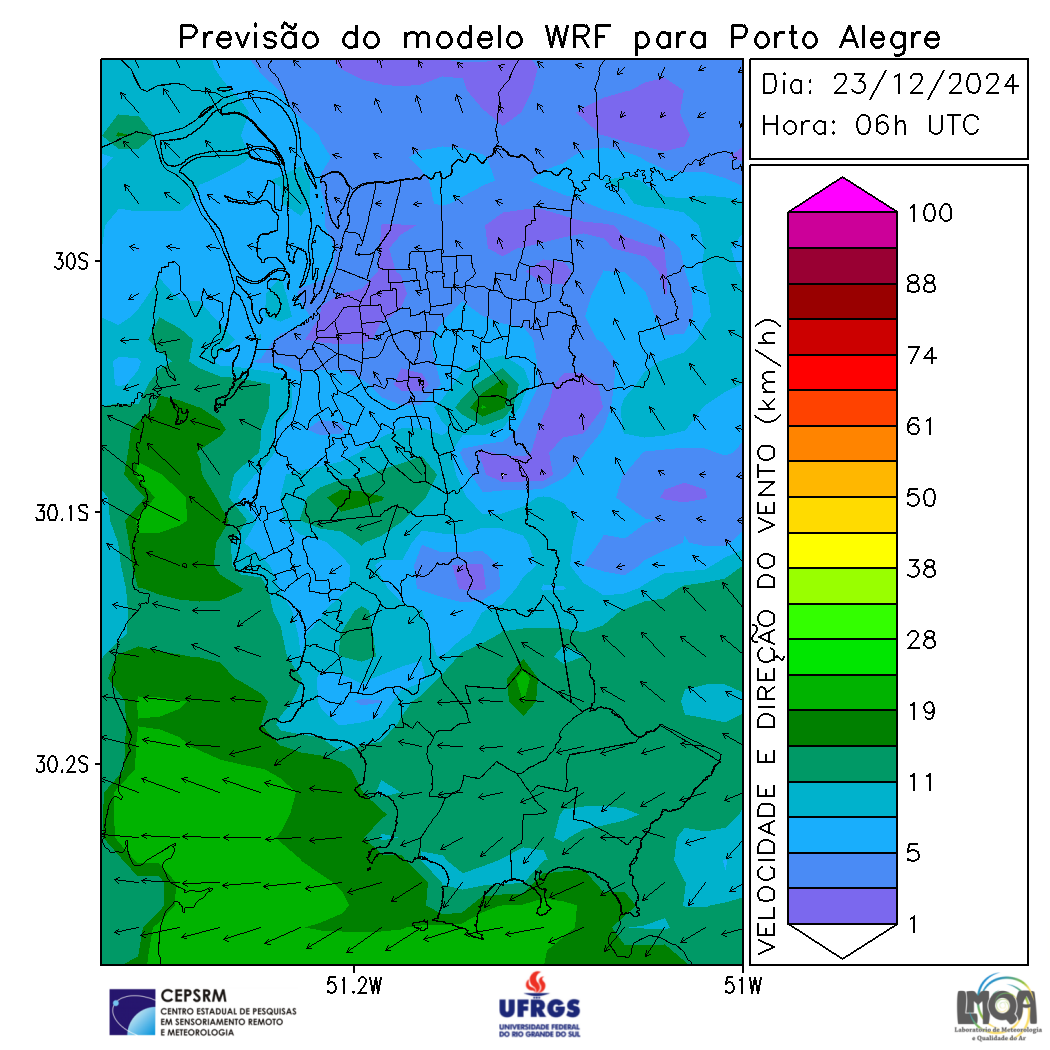 Previsão do modelo WRF para Porto Alegre
Dia: 23/12/2024
Hora: 06h UTC
30S
30.1S
30.2S
51.2W
51W
VELOCIDADE E DIREÇÃO DO VENTO (km/h)
100
88
74
61
50
38
28
19
11
5
1
CEPSRM
CENTRO ESTADUAL DE PESQUISAS
EM SENSORIAMENTO REMOTO
E METEOROLOGIA
UFRGS
UNIVERSIDADE FEDERAL
DO RIO GRANDE DO SUL
LMQA
Laboratório de Meteorologia
e Qualidade do Ar